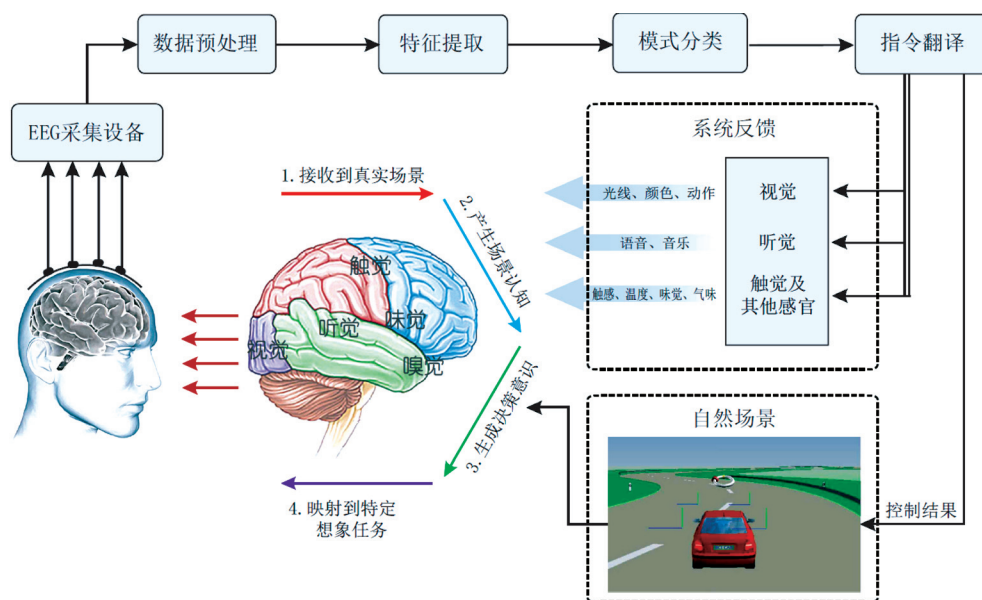 数据预处理
特征提取
模式分类
指令翻译
EEG采集设备
系统反馈
1. 接收到真实场景
2. 产生场景认知
光线、颜色、动作
视觉
语音、音乐
听觉
触感、温度、味觉、气味
触觉及
其他感官
触觉
听觉
味觉
视觉
嗅觉
3. 生成决策意识
4. 映射到特定
想象任务
自然场景
控制结果